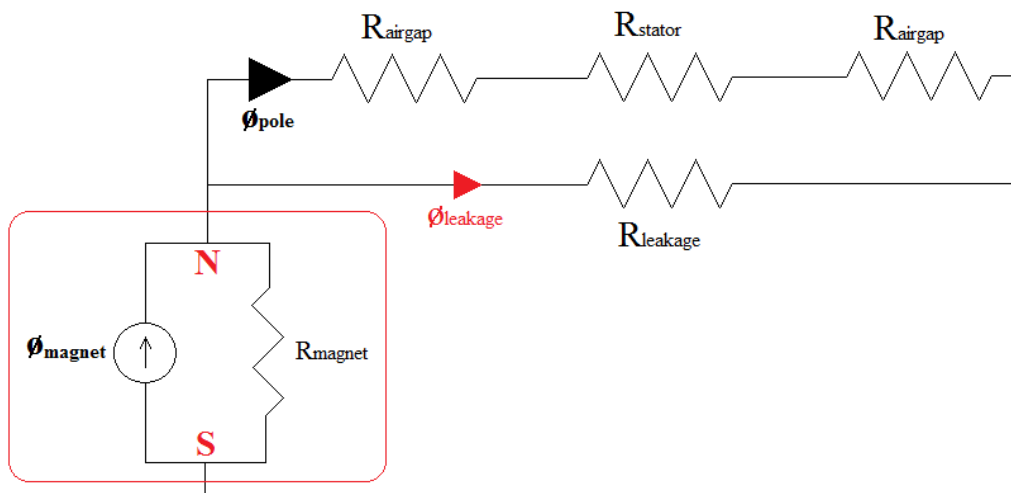 Rairgap
Rstator
Rairgap
Øpole
Øleakage
Rleakage
N
Ømagnet
Rmagnet
S